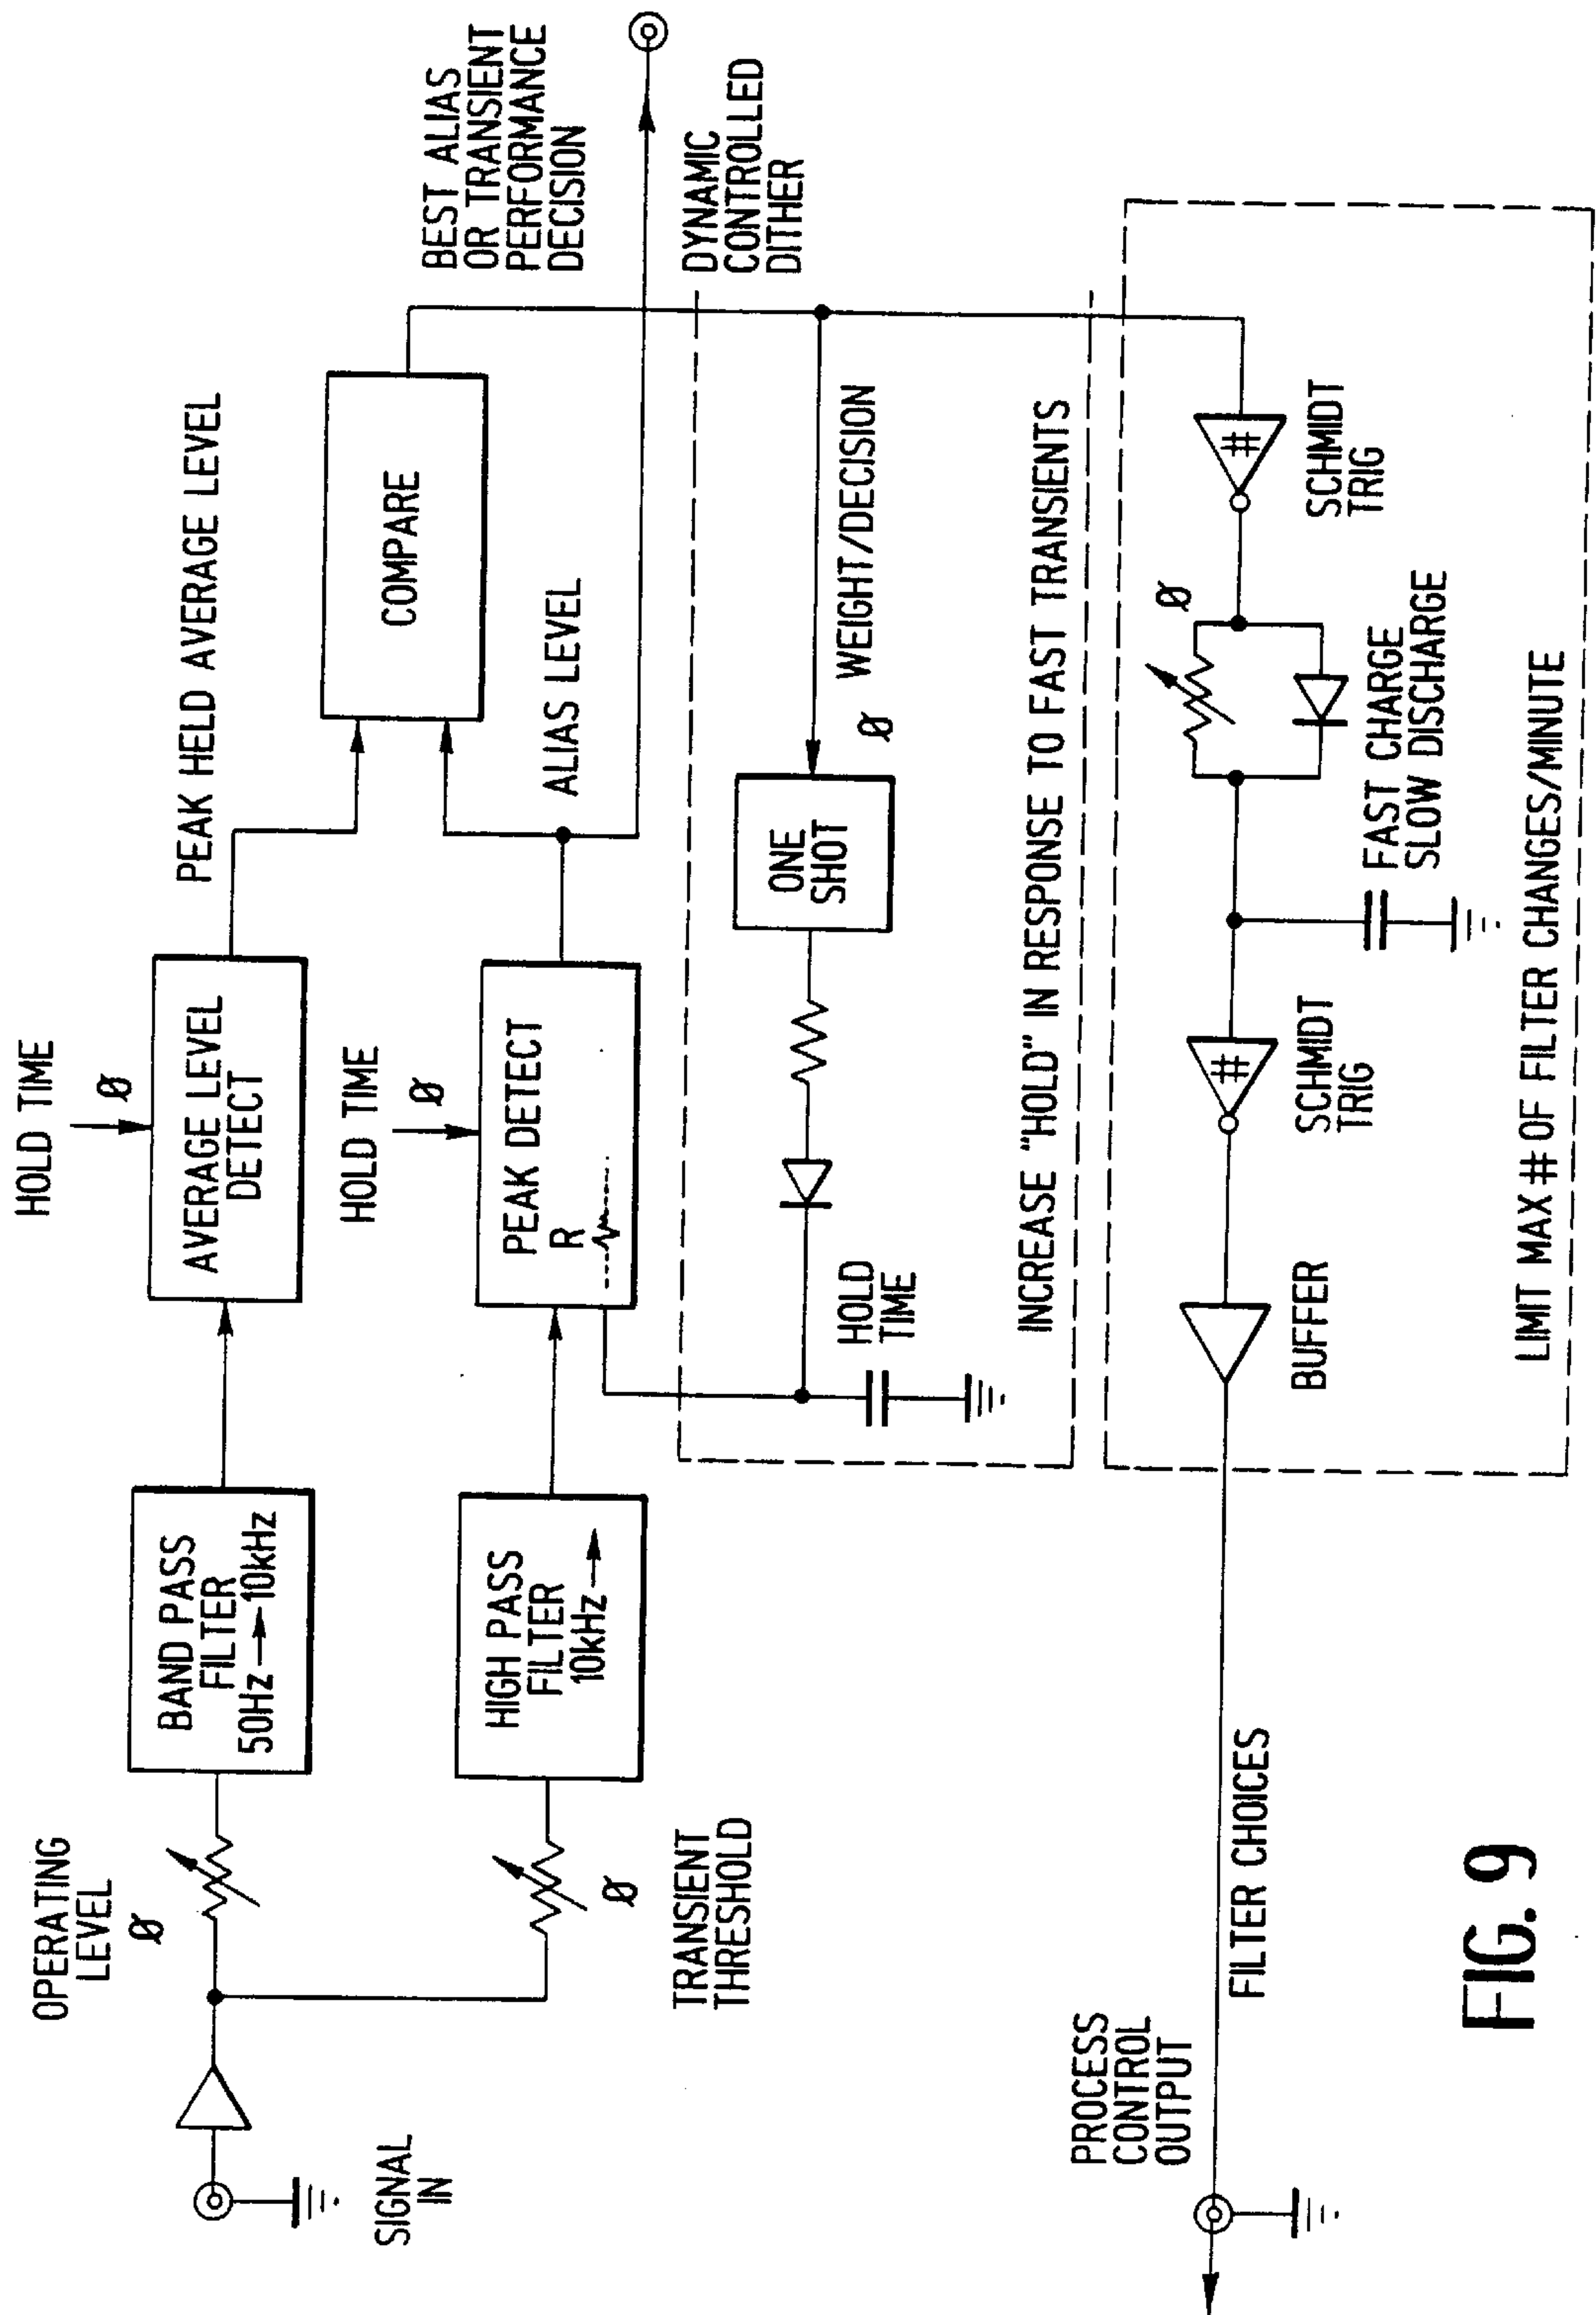 HOLD TIME
Ø
OPERATING
LEVEL
Ø
BAND PASS
FILTER
50Hz → 10kHz
AVERAGE LEVEL
DETECT
PEAK HELD AVERAGE LEVEL
SIGNAL
IN
HOLD TIME
Ø
HIGH PASS
FILTER
10kHz →
PEAK DETECT
R
COMPARE
ALIAS LEVEL
BEST ALIAS
OR TRANSIENT
PERFORMANCE
DECISION
Ø
TRANSIENT
THRESHOLD
DYNAMIC
CONTROLLED
DITHER
ONE
SHOT
Ø
WEIGHT/DECISION
HOLD
TIME
INCREASE "HOLD" IN RESPONSE TO FAST TRANSIENTS
PROCESS
CONTROL
OUTPUT
FILTER CHOICES
BUFFER
#
SCHMIDT
TRIG
Ø
FAST CHARGE
SLOW DISCHARGE
#
SCHMIDT
TRIG
LIMIT MAX # OF FILTER CHANGES/MINUTE
FIG. 9